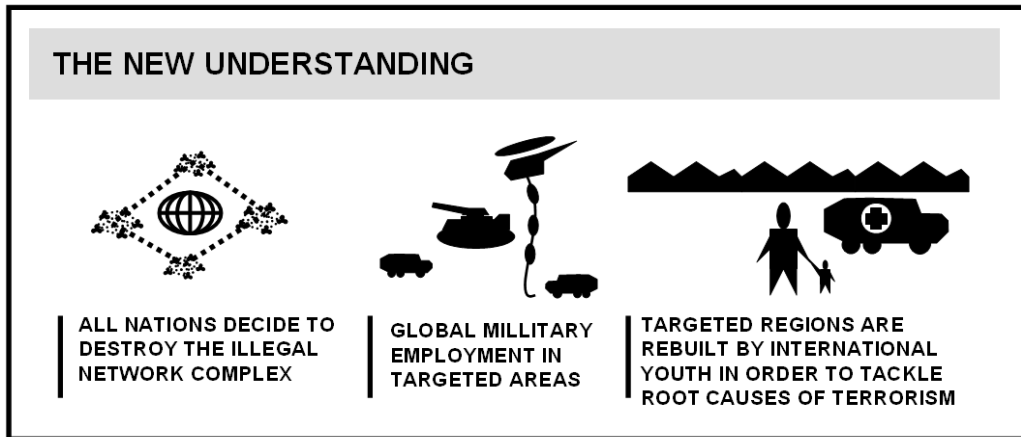 THE NEW UNDERSTANDING
ALL NATIONS DECIDE TO
DESTROY THE ILLEGAL
NETWORK COMPLEX
GLOBAL MILLITARY
EMPLOYMENT IN
TARGETED AREAS
TARGETED REGIONS ARE
REBUILT BY INTERNATIONAL
YOUTH IN ORDER TO TACKLE
ROOT CAUSES OF TERRORISM